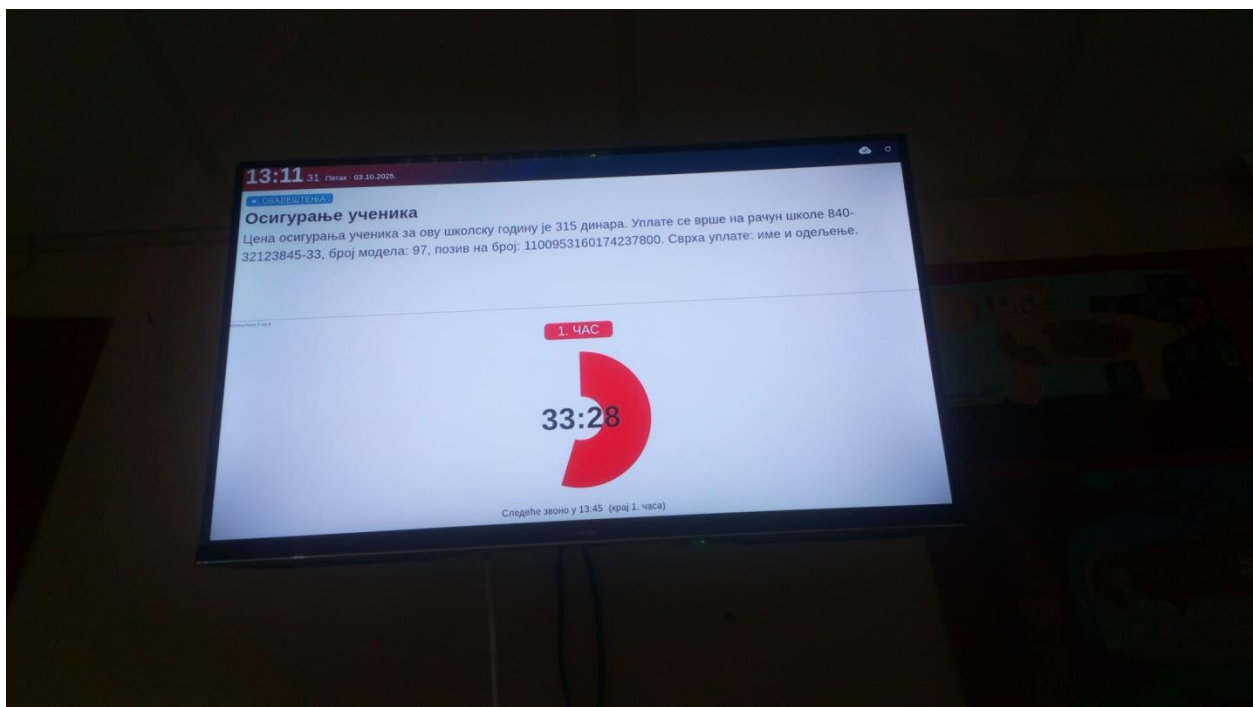 13:11 31 Петак - 03.10.2025.
ОБАВЕШТЕЊА
Осигурање ученика
Цена осигурања ученика за ову школску годину је 315 динара. Уплате се врше на рачун школе 840-
32123845-33, број модела: 97, позив на број: 1100953160174237800. Сврха уплате: име и одељење.
1. ЧАС
33:28
Следеће звоно у 13:45 (крај 1. часа)